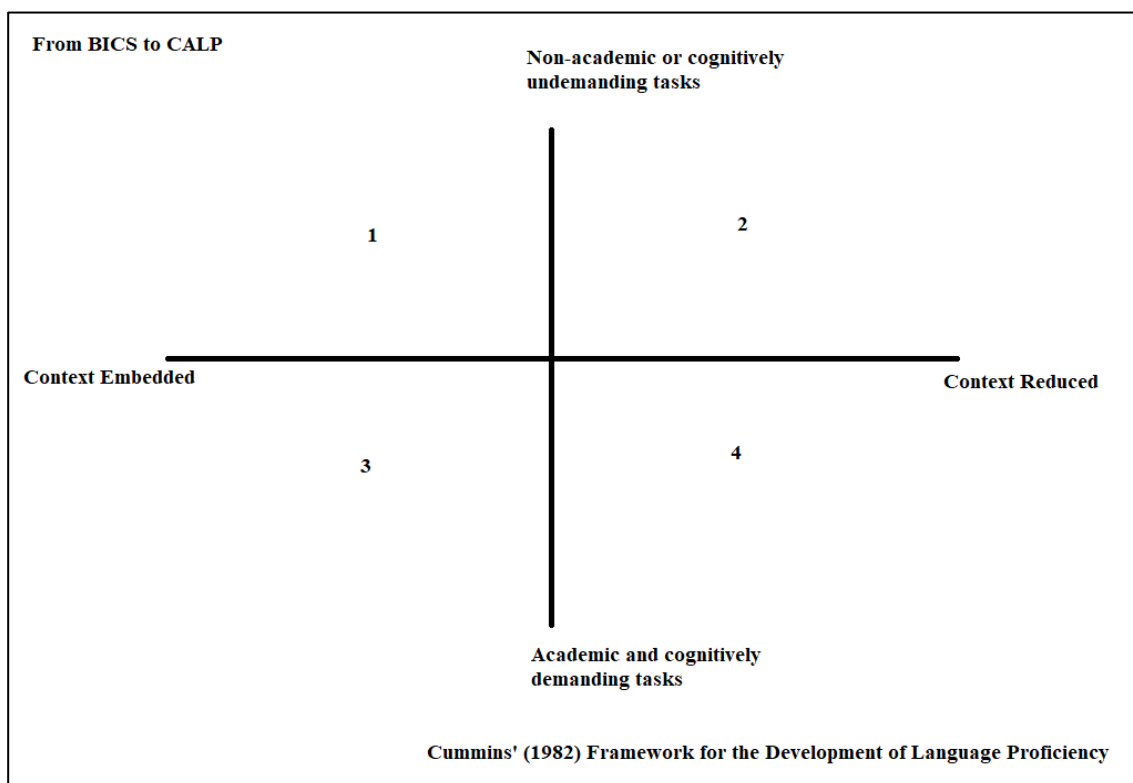 From BICS to CALP
Non-academic or cognitively
undemanding tasks
1
2
Context Embedded
Context Reduced
3
4
Academic and cognitively
demanding tasks
Cummins' (1982) Framework for the Development of Language Proficiency